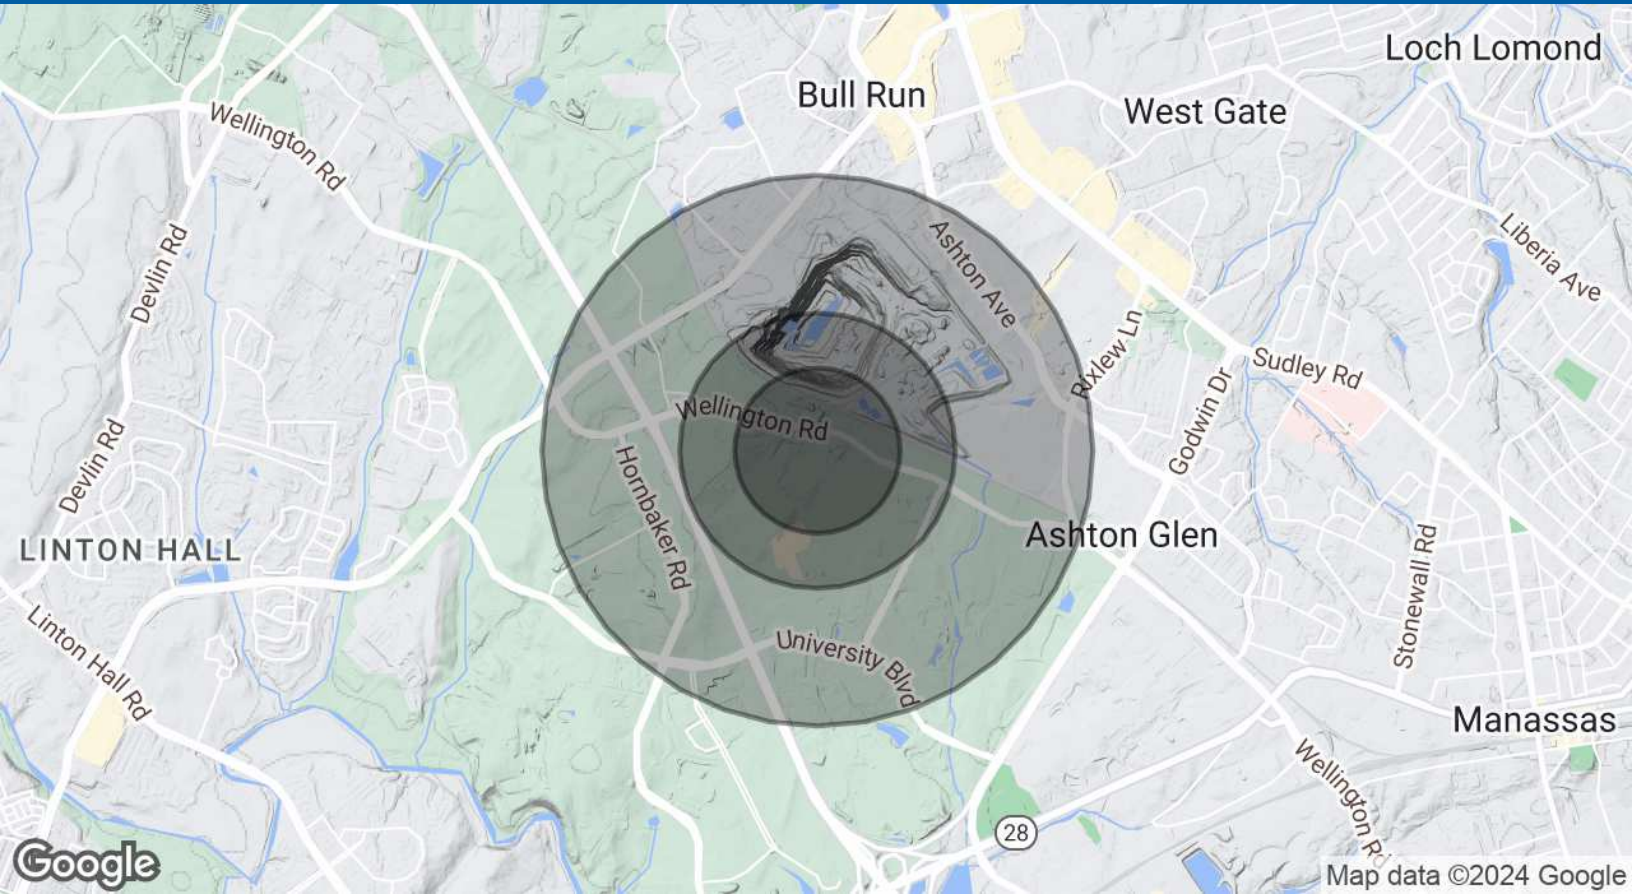 Loch Lomond
Bull Run
West Gate
Wellington Rd
Devlin Rd
Ashton Ave
Liberia Ave
Rixlew Ln
Sudley Rd
Godwin Dr
Wellington Rd
Devlin Rd
Hornbaker Rd
LINTON HALL
Ashton Glen
Stonewall Rd
Linton Hall Rd
University Blvd
Manassas
Wellington Rd
28
Google
Map data ©2024 Google